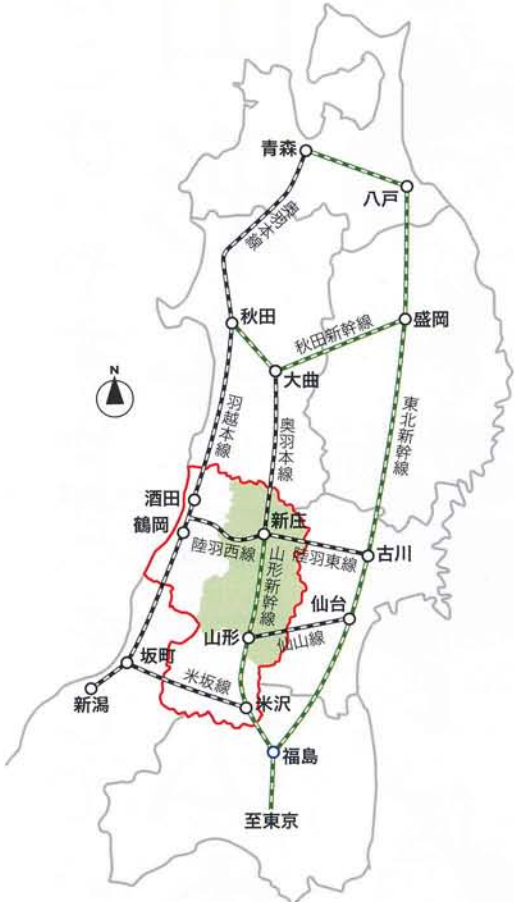 青森
八戸
奥羽本線
秋田
秋田新幹線
盛岡
大曲
N
羽越本線
奥羽本線
東北新幹線
酒田
鶴岡
新庄
陸羽西線
山形新幹線
陸羽東線
古川
仙台
山形
仙山線
坂町
新潟
米坂線
米沢
福島
至東京